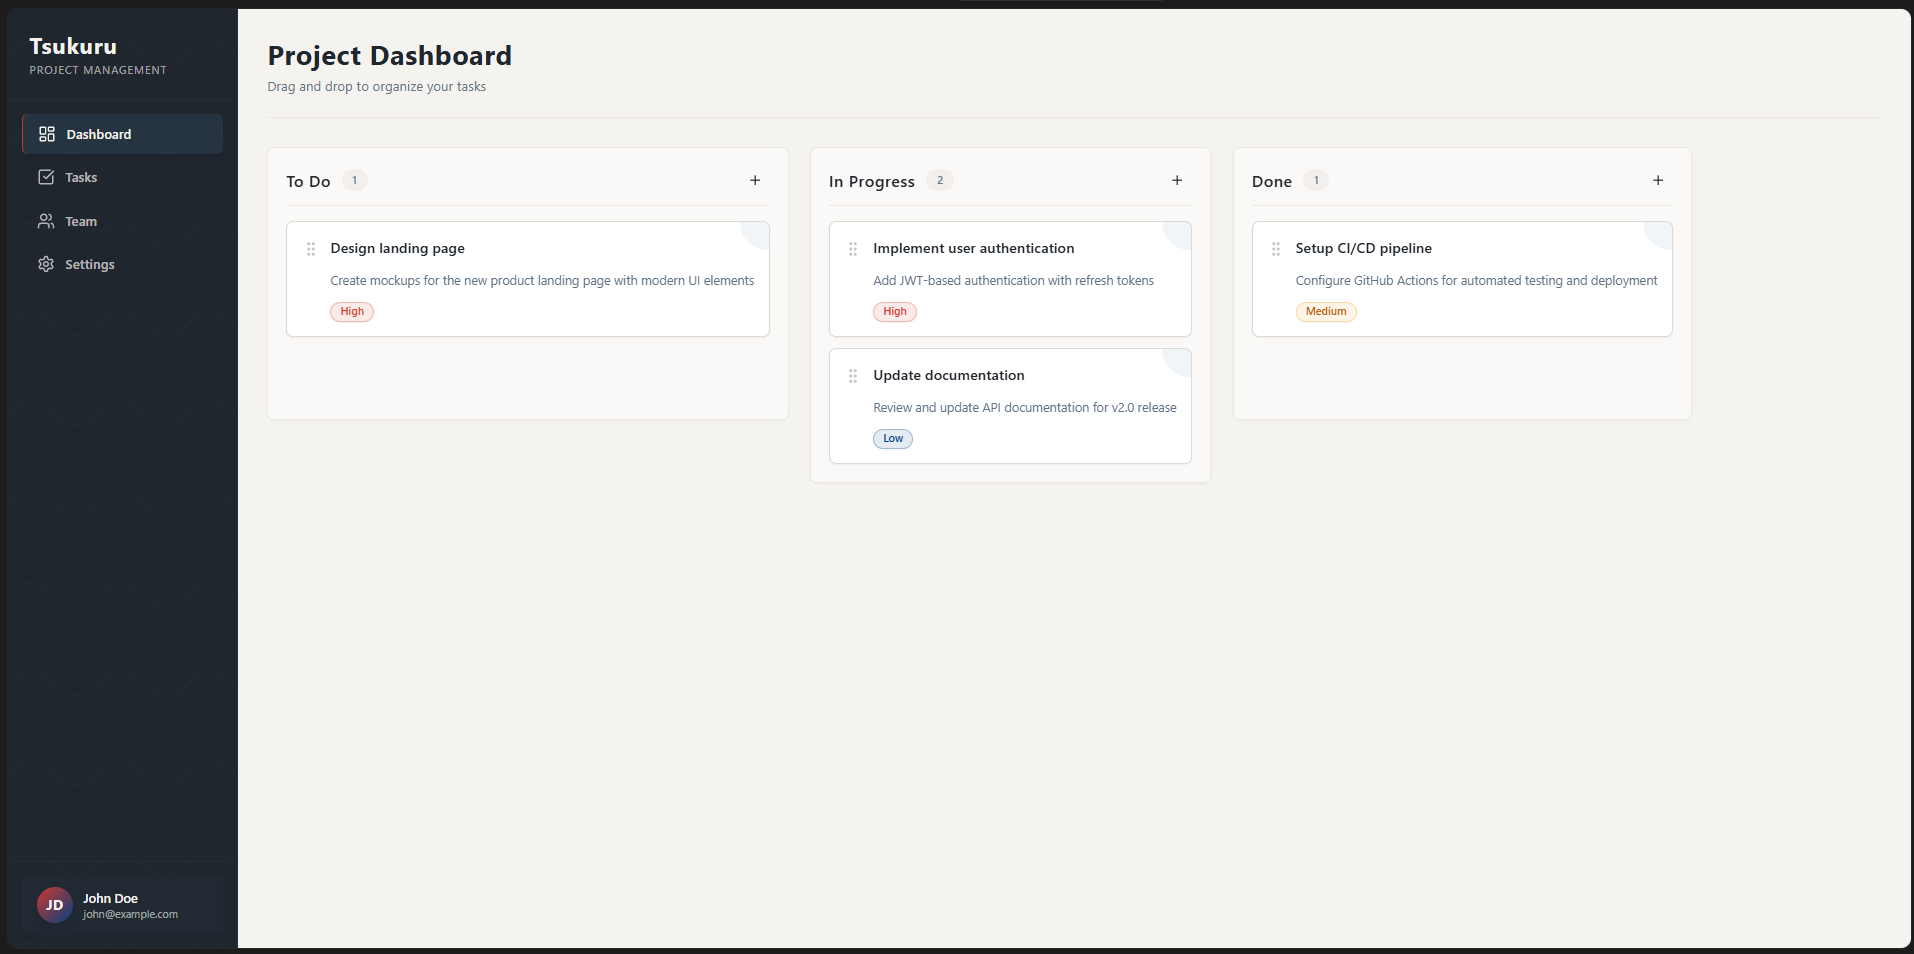 Tsukuru
PROJECT MANAGEMENT
Dashboard
Tasks
Team
Settings
JD
John Doe
john@example.com
Project Dashboard
Drag and drop to organize your tasks
To Do 1 +
Design landing page
Create mockups for the new product landing page with modern UI elements
High
In Progress 2 +
Implement user authentication
Add JWT-based authentication with refresh tokens
High
Update documentation
Review and update API documentation for v2.0 release
Low
Done 1 +
Setup CI/CD pipeline
Configure GitHub Actions for automated testing and deployment
Medium